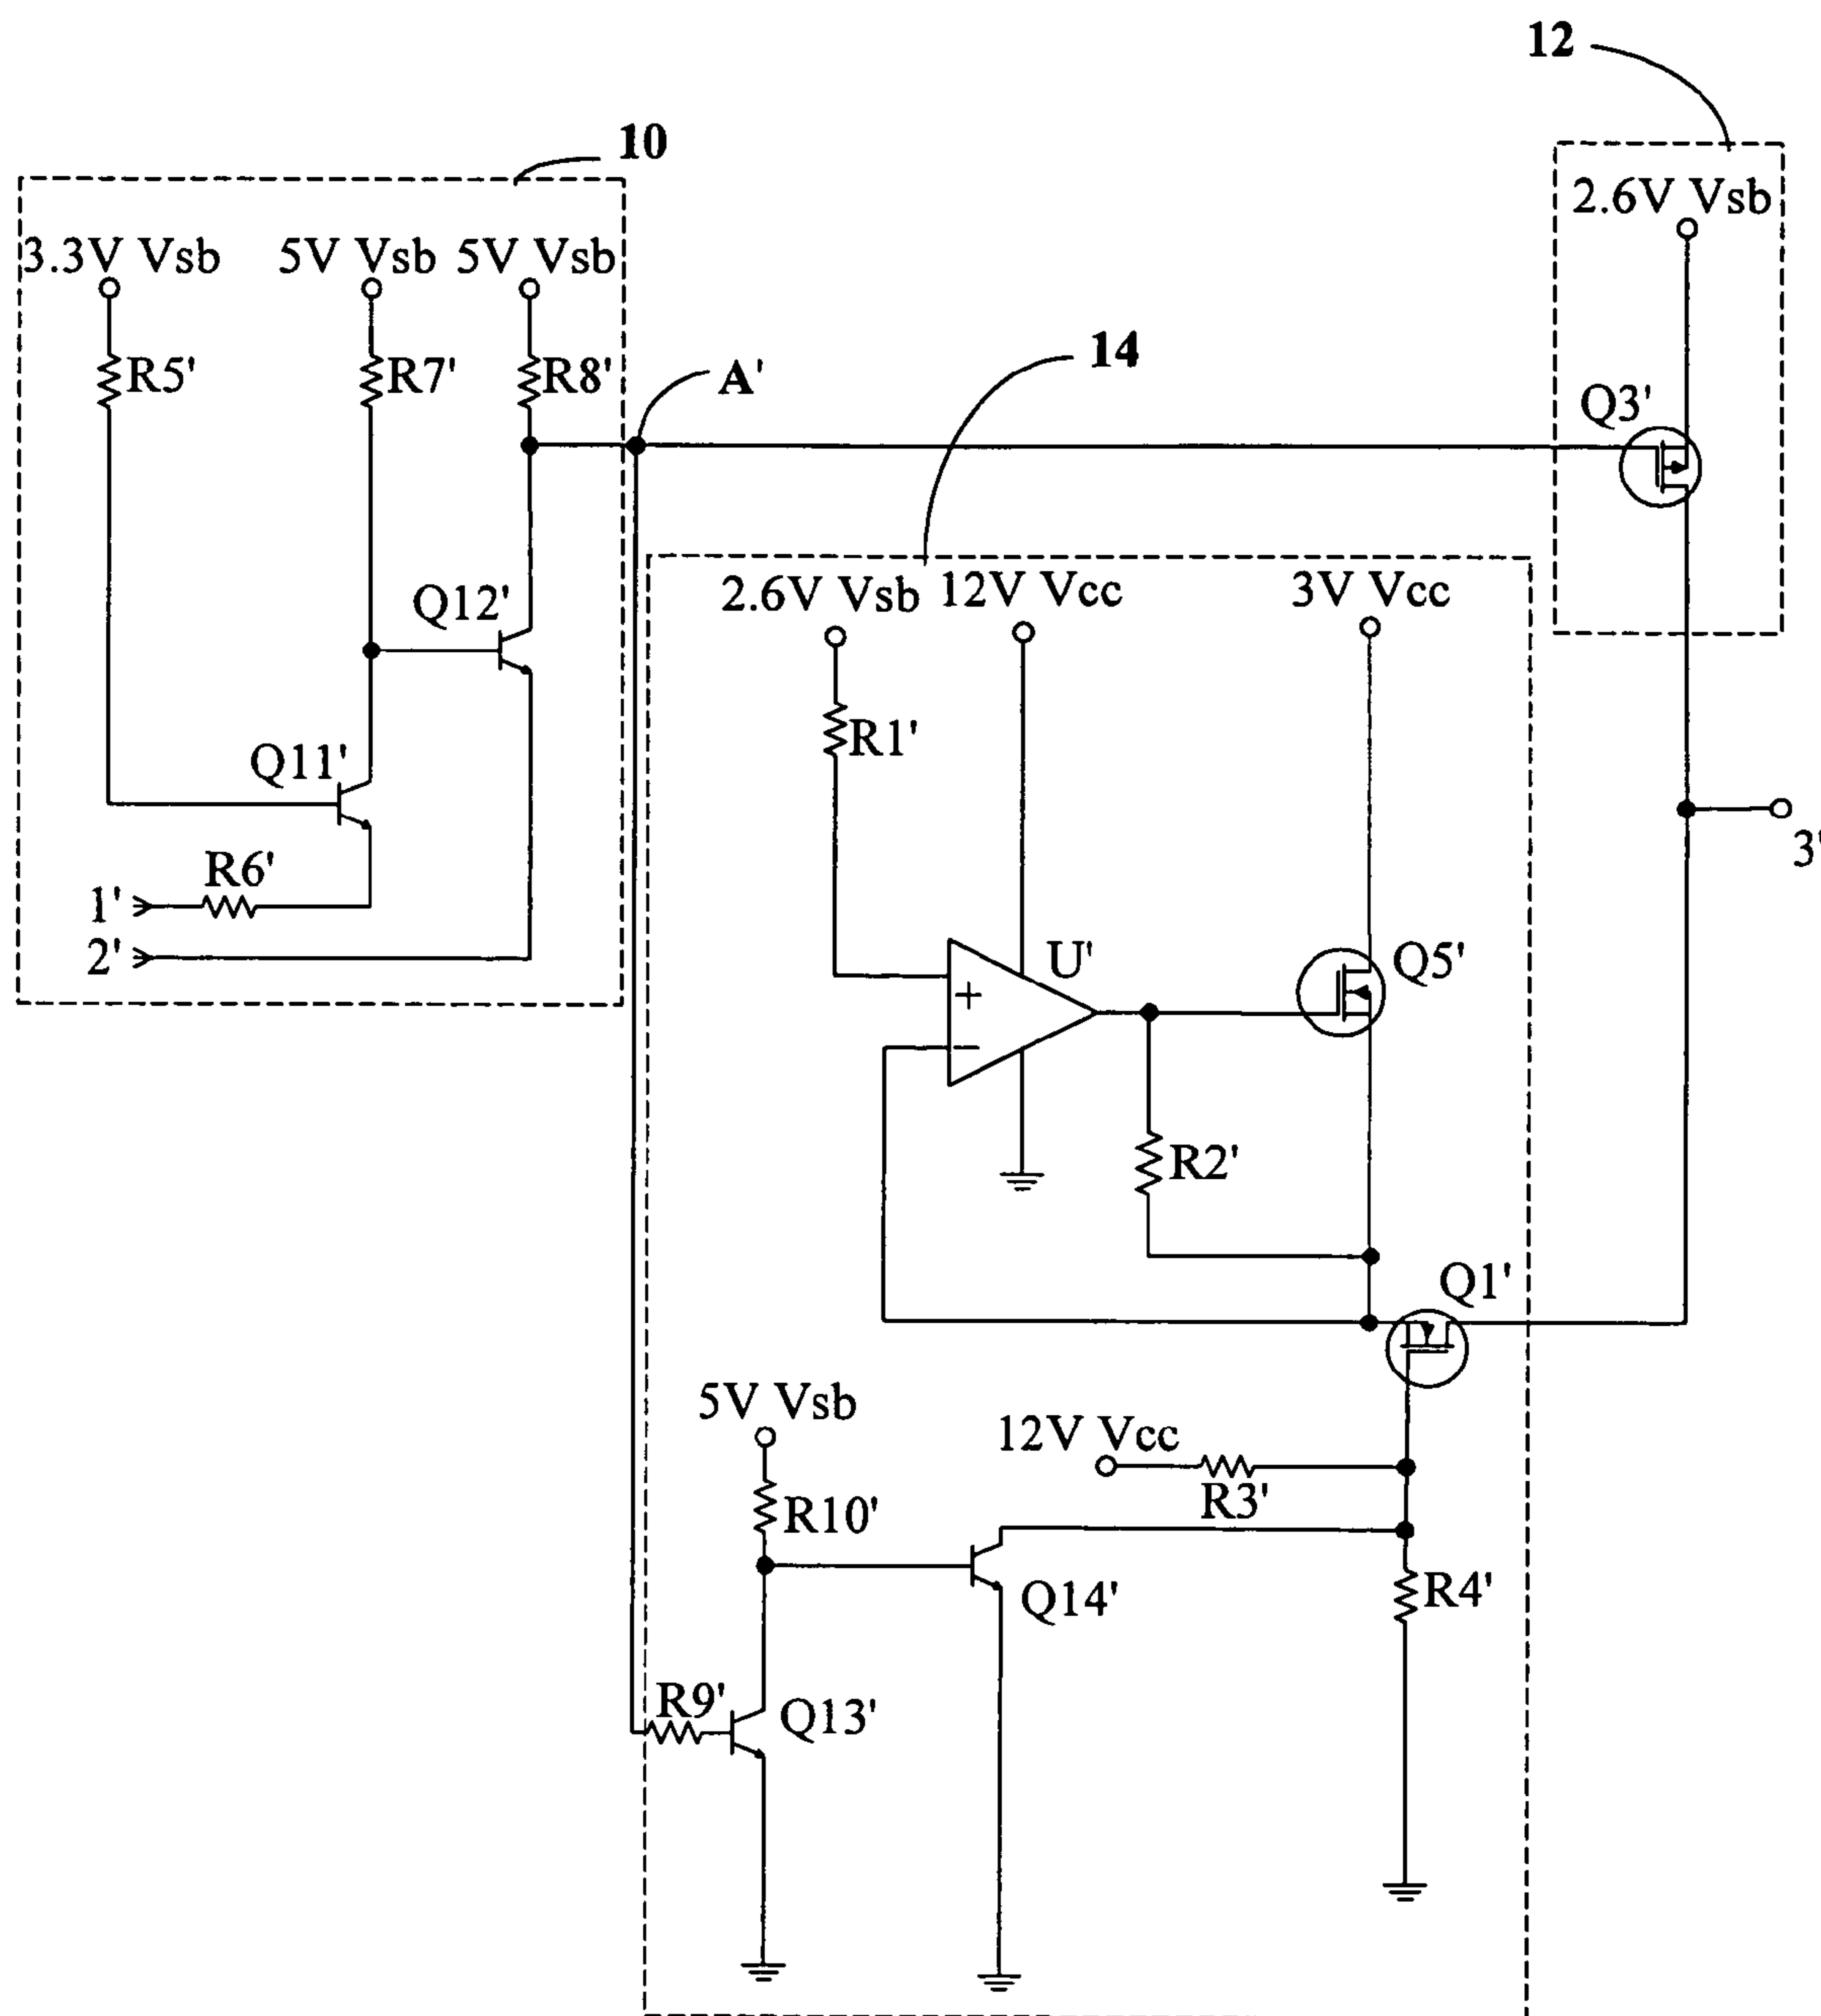 12
10
2.6V Vsb
3.3V Vsb 5V Vsb 5V Vsb
14
R5' R7' R8' A'
Q3'
2.6V Vsb 12V Vcc 3V Vcc
Q12'
R1'
Q11'
3'
R6'
1'
2'
U' Q5'
+
−
R2'
Q1'
5V Vsb
12V Vcc
R3'
R10'
Q14' R4'
R9' Q13'